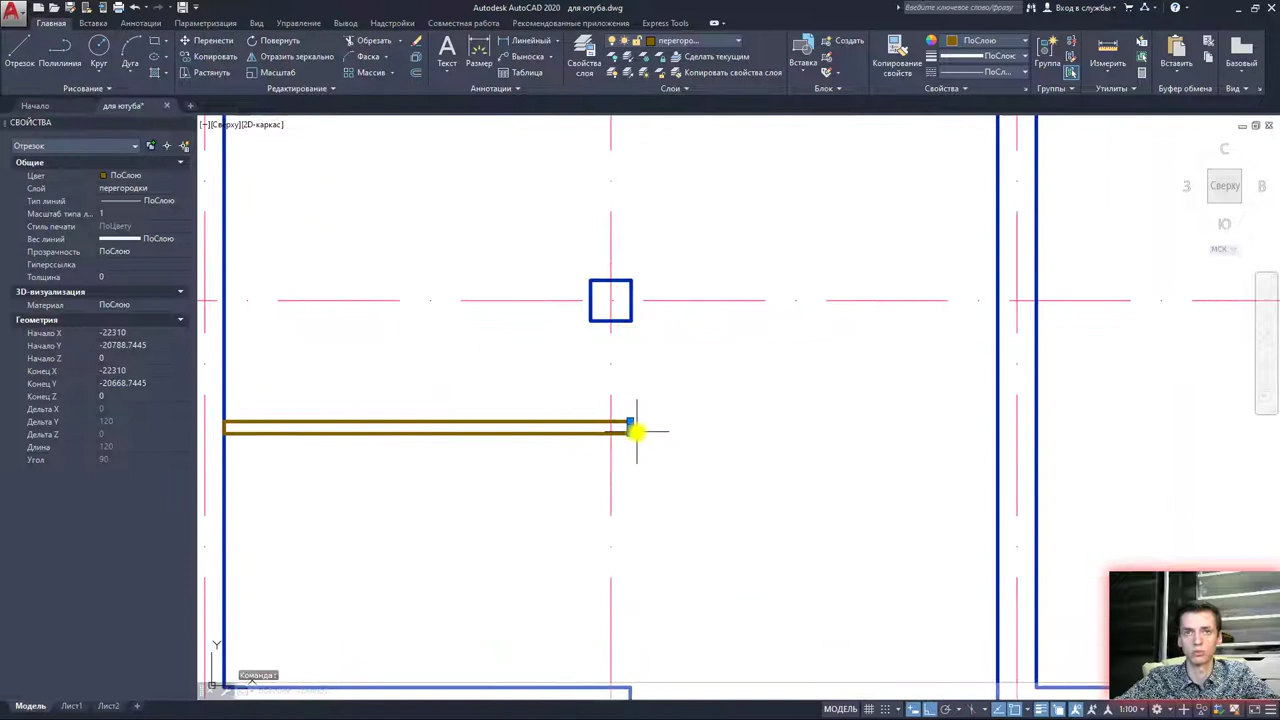 Autodesk AutoCAD 2020 для ютуба.dwg
Введите ключевое слово/фразу
Вход в службы
Главная Вставка Аннотации Параметризация Вид Управление Вывод Надстройки Совместная работа Рекомендованные приложения Express Tools
Отрезок Полилиния Круг Дуга
Перенести Повернуть Обрезать
Копировать Отразить зеркально Фаска
Растянуть Масштаб Массив
Текст Размер
Линейный
Выноска
Таблица
Свойства слоя
перегоро...
Сделать текущим
Копировать свойства слоя
Вставка
Создать
Копирование свойств
ПоСлою
ПоСлою
ПоСл...
Группа
Измерить
Вставить
Базовый
Рисование Редактирование Аннотации Слои Блок Свойства Группы Утилиты Буфер обмена Вид
Начало для ютуба*
СВОЙСТВА
[−][Сверху][2D-каркас]
Отрезок
Общие
Цвет ПоСлою
Слой перегородки
Тип линий ПоСлою
Масштаб типа л... 1
Стиль печати ПоЦвету
Вес линий ПоСлою
Прозрачность ПоСлою
Гиперссылка
Толщина 0
3D-визуализация
Материал ПоСлою
Геометрия
Начало X -22310
Начало Y -20788.7445
Начало Z 0
Конец X -22310
Конец Y -20668.7445
Конец Z 0
Дельта X 0
Дельта Y 120
Дельта Z 0
Длина 120
Угол 90
С
З Сверху В
Ю
МСК
Y
Команда:
Модель Лист1 Лист2
МОДЕЛЬ
1:100